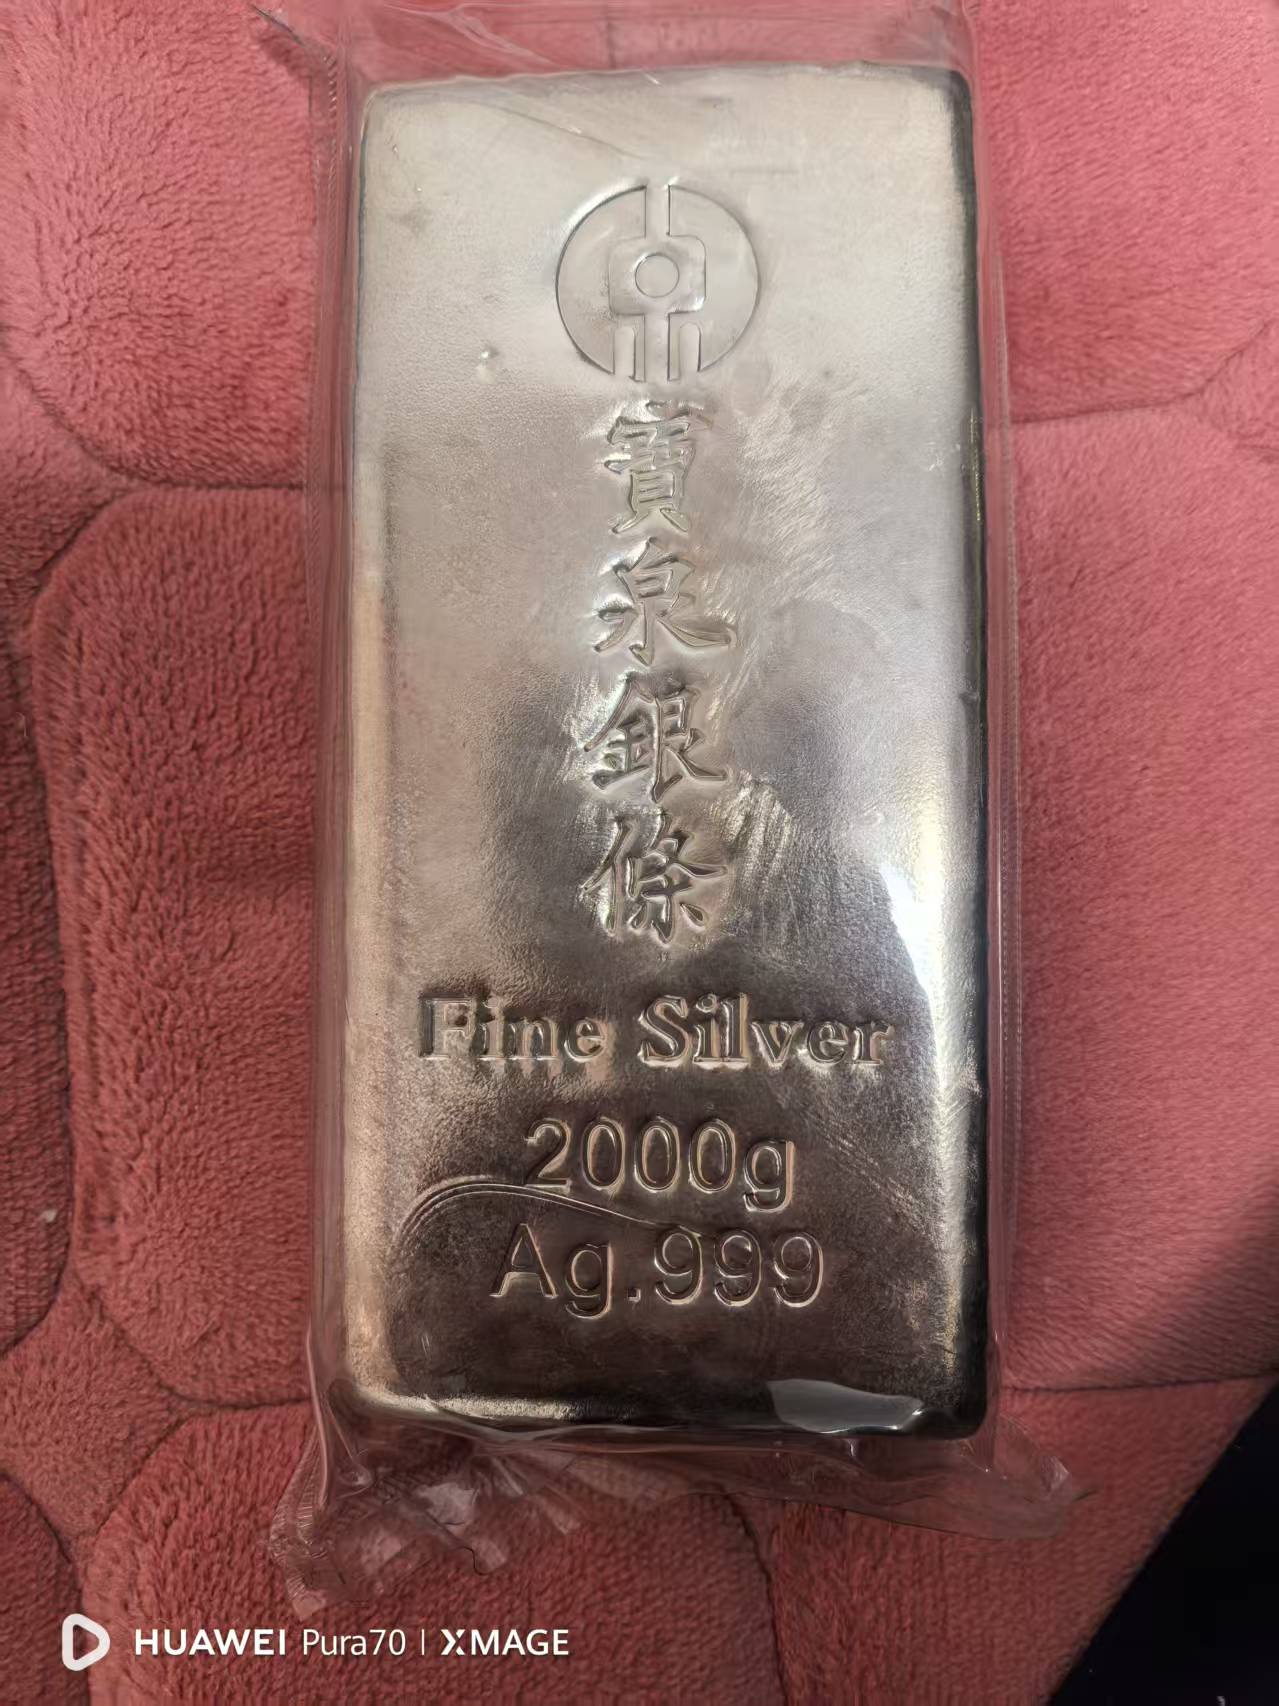 寶泉銀條
Fine Silver
2000g
Ag.999
HUAWEI Pura70 | XMAGE